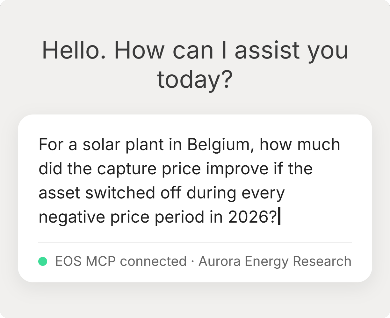 Hello. How can I assist you
today?
For a solar plant in Belgium, how much
did the capture price improve if the
asset switched off during every
negative price period in 2026?
EOS MCP connected · Aurora Energy Research